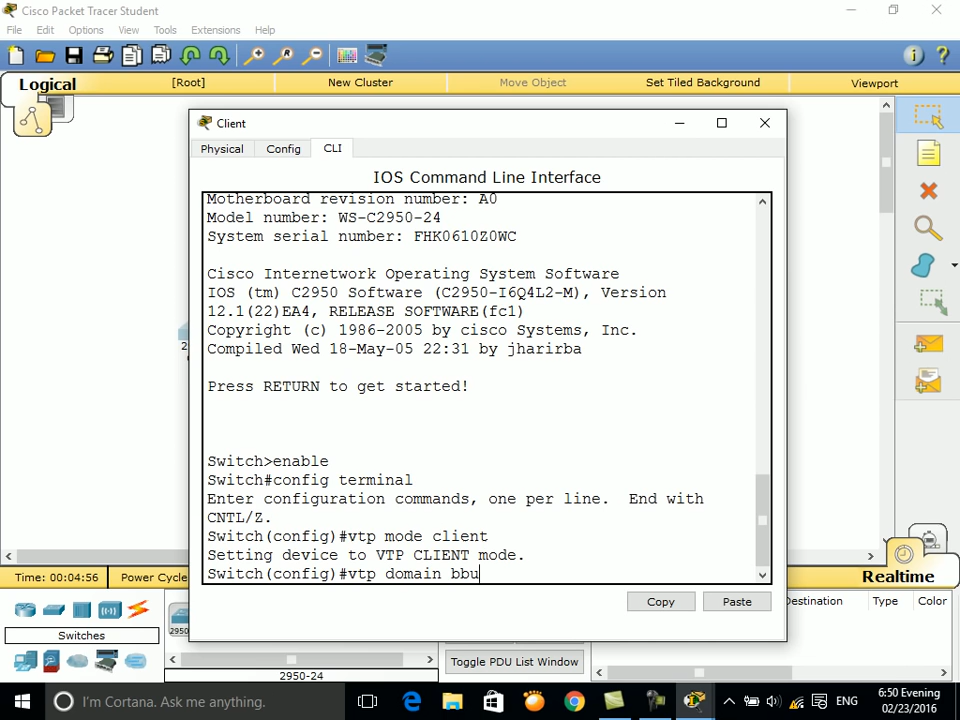 Cisco Packet Tracer Student
File Edit Options View Tools Extensions Help
Logical [Root] New Cluster Move Object Set Tiled Background Viewport
Client
Physical Config CLI
IOS Command Line Interface
Motherboard revision number: A0
Model number: WS-C2950-24
System serial number: FHK0610Z0WC
Cisco Internetwork Operating System Software
IOS (tm) C2950 Software (C2950-I6Q4L2-M), Version
12.1(22)EA4, RELEASE SOFTWARE(fc1)
Copyright (c) 1986-2005 by cisco Systems, Inc.
Compiled Wed 18-May-05 22:31 by jharirba
Press RETURN to get started!
Switch>enable
Switch#config terminal
Enter configuration commands, one per line.  End with
CNTL/Z.
Switch(config)#vtp mode client
Setting device to VTP CLIENT mode.
Switch(config)#vtp domain bbu
Copy Paste
Time: 00:04:56 Power Cycle
Realtime
Switches
2950
2950-24
Toggle PDU List Window
Destination Type Color
I'm Cortana. Ask me anything.
ENG
6:50 Evening
02/23/2016